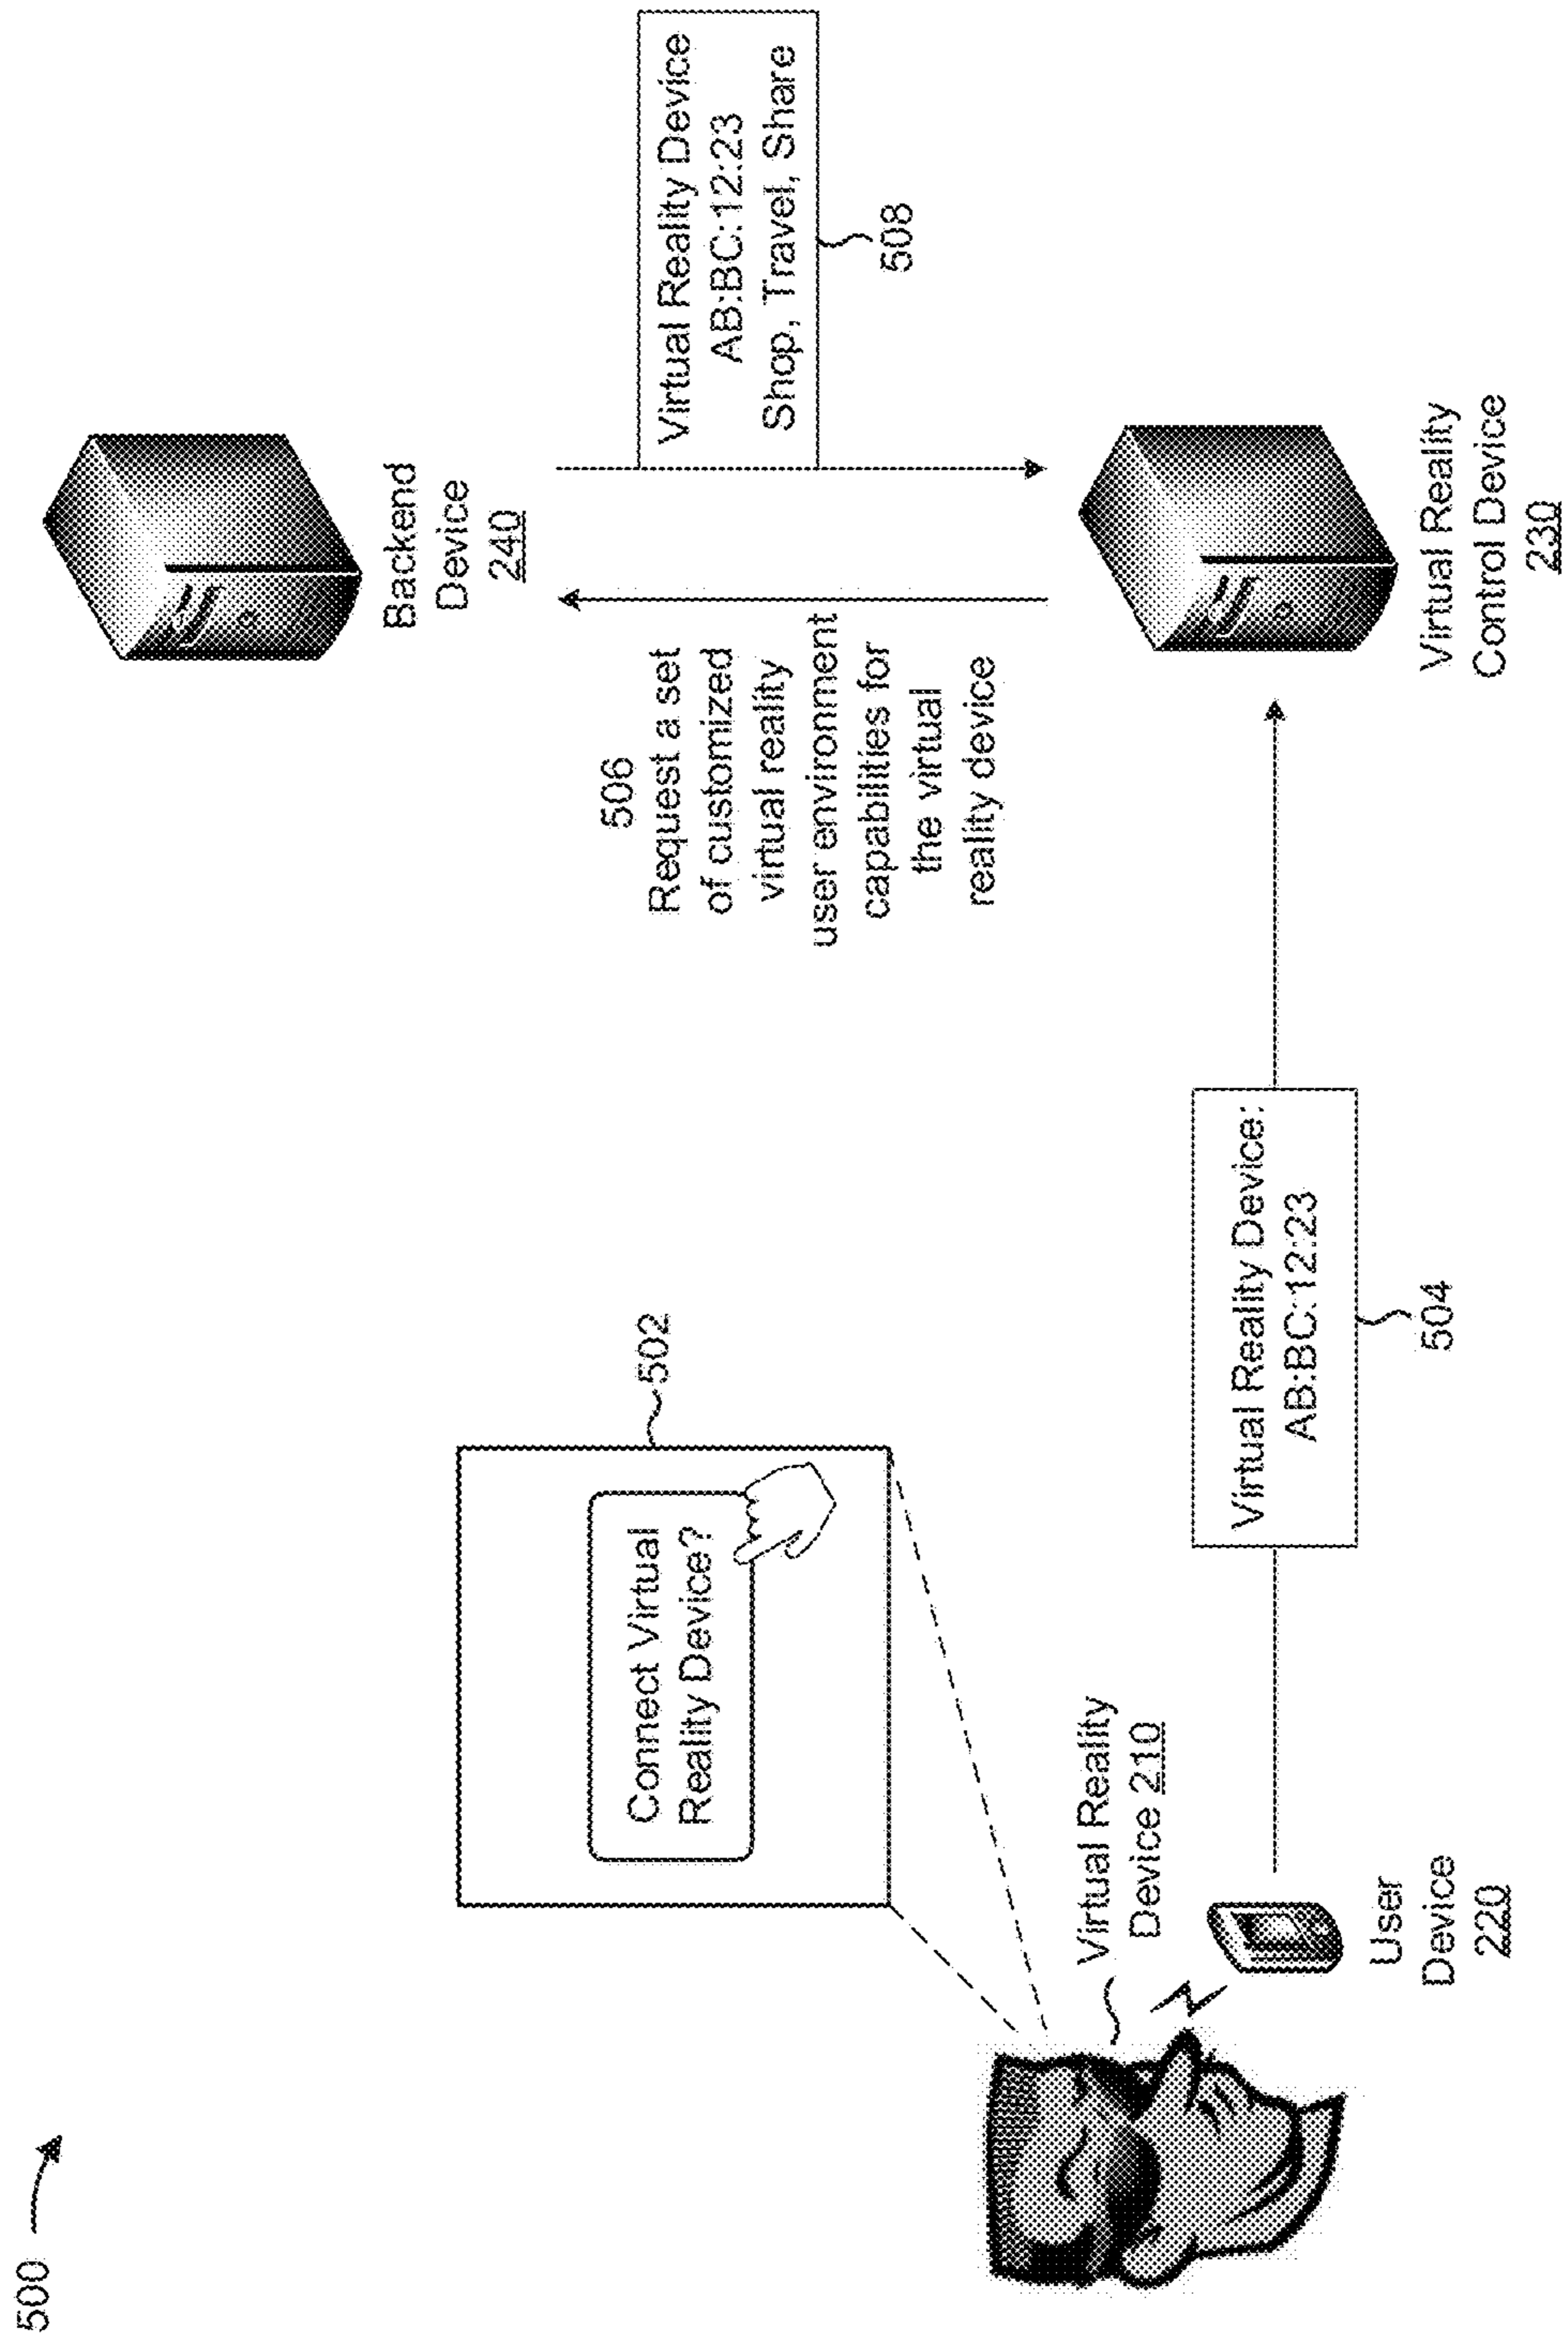 500
502
Connect Virtual
Reality Device?
Virtual Reality
Device 210
User
Device
220
Virtual Reality Device:
AB:BC:12:23
504
Backend
Device
240
506
Request a set
of customized
virtual reality
user environment
capabilities for
the virtual
reality device
Virtual Reality Device
AB:BC:12:23
Shop, Travel, Share
508
Virtual Reality
Control Device
230